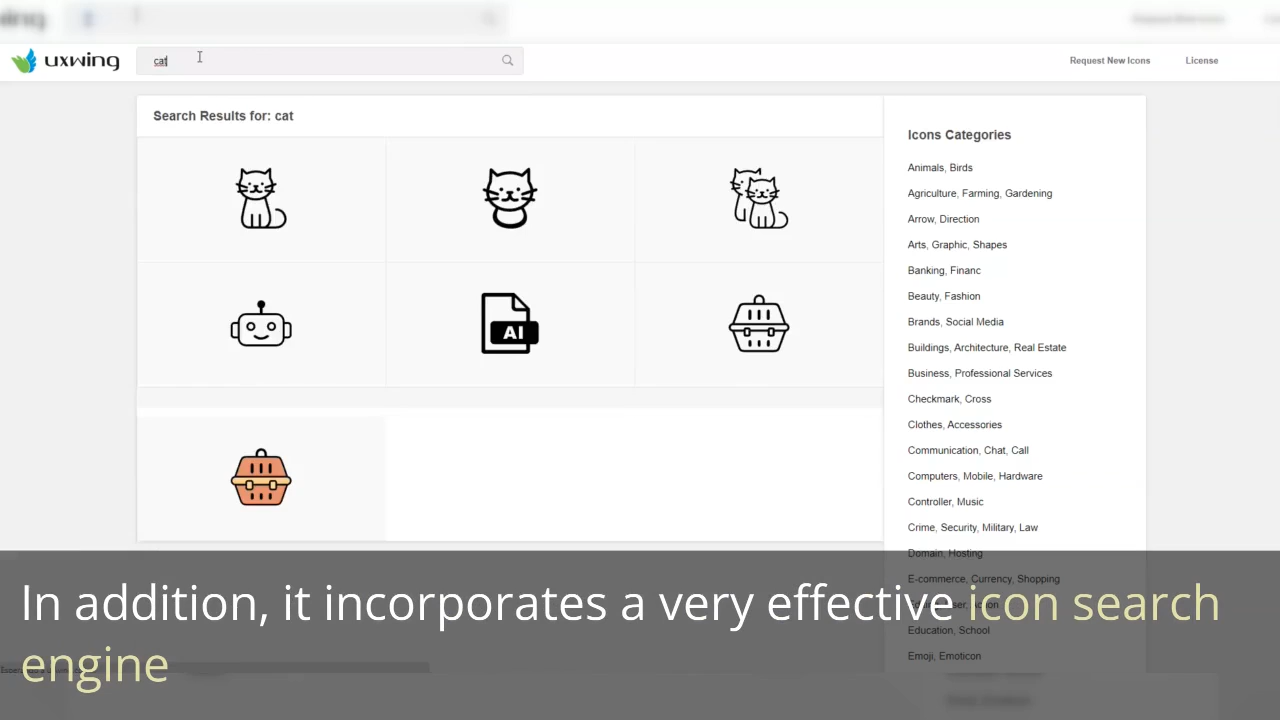 uxwing
cat
Request New Icons
License
Search Results for: cat
Icons Categories
Animals, Birds
Agriculture, Farming, Gardening
Arrow, Direction
Arts, Graphic, Shapes
Banking, Financ
Beauty, Fashion
Brands, Social Media
Buildings, Architecture, Real Estate
Business, Professional Services
Checkmark, Cross
Clothes, Accessories
Communication, Chat, Call
Computers, Mobile, Hardware
Controller, Music
Crime, Security, Military, Law
Domain, Hosting
E-commerce, Currency, Shopping
Education, School
Emoji, Emoticon
AI
In addition, it incorporates a very effective icon search
engine